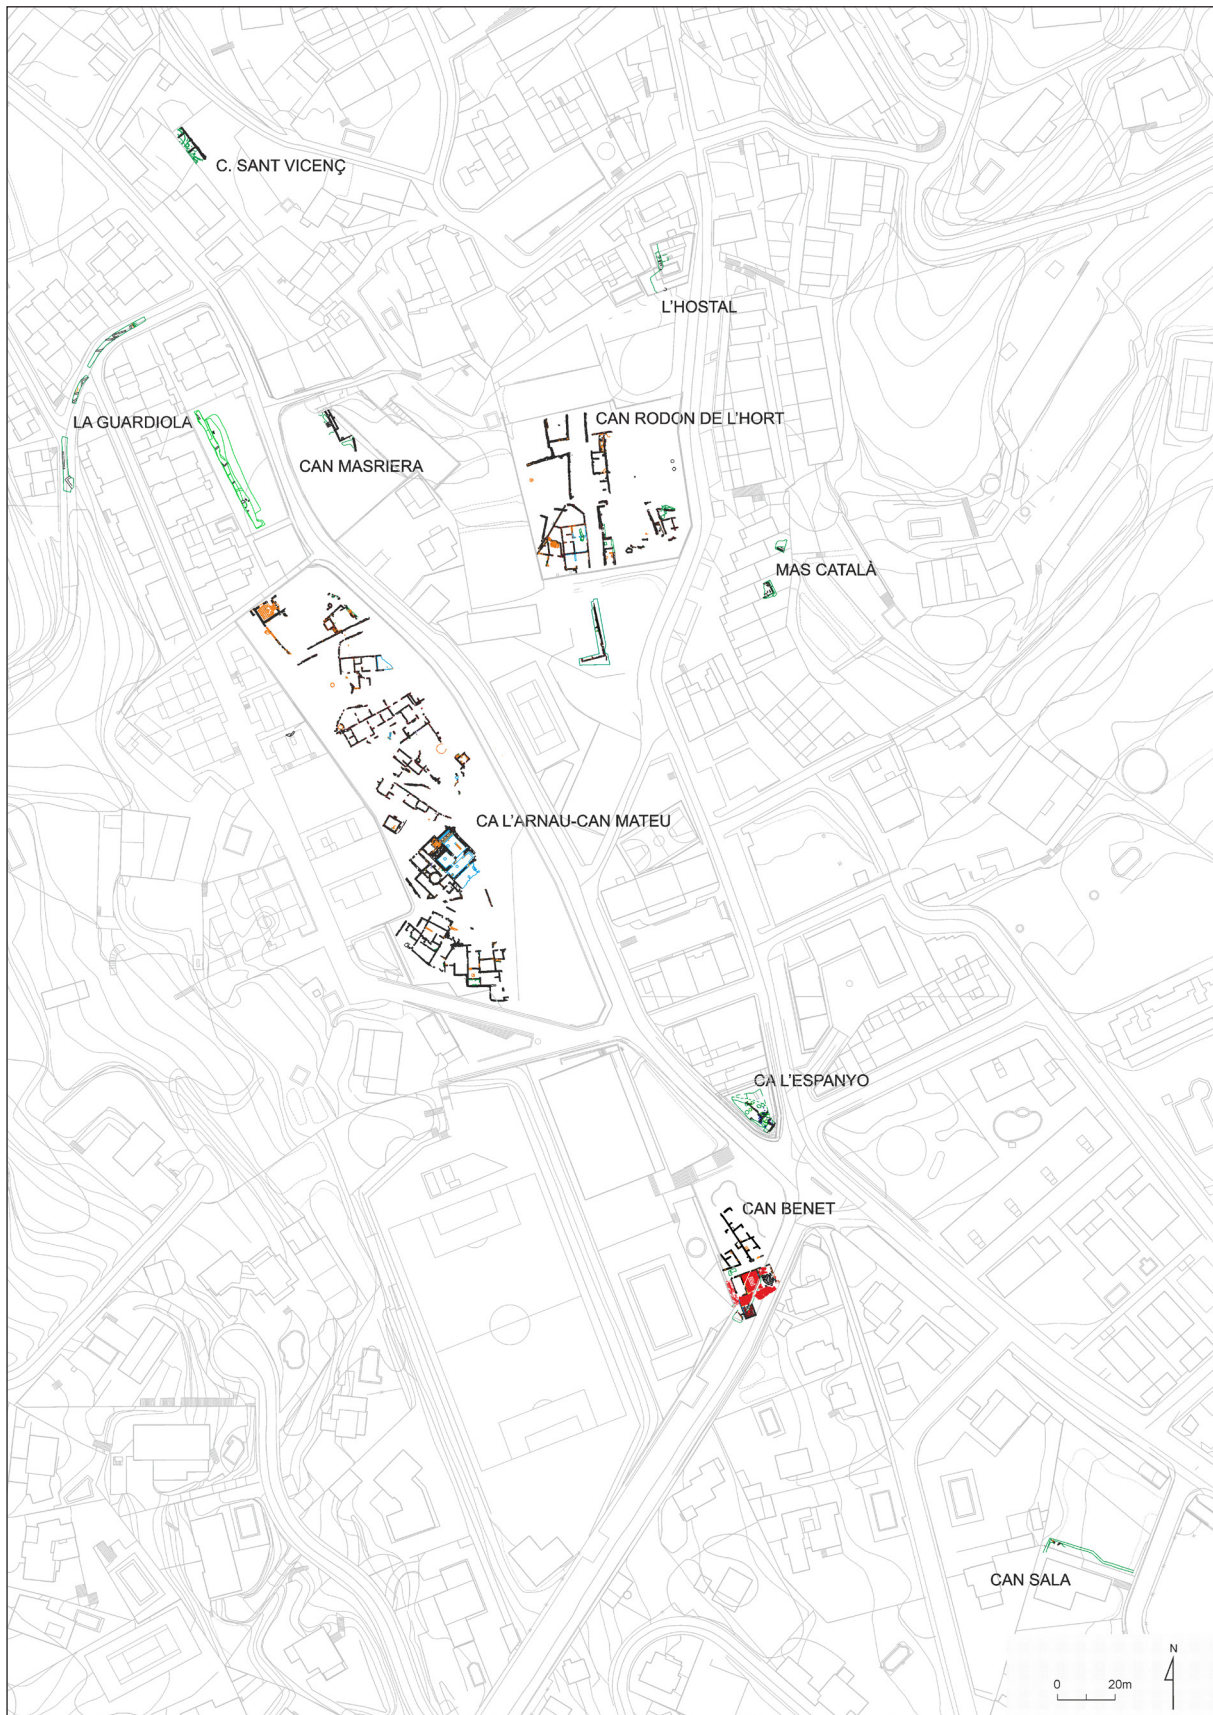 C. SANT VICENÇ
L'HOSTAL
LA GUARDIOLA
CAN RODON DE L'HORT
CAN MASRIERA
MAS CATALÀ
CA L'ARNAU-CAN MATEU
CA L'ESPANYO
CAN BENET
CAN SALA
N
0 20m